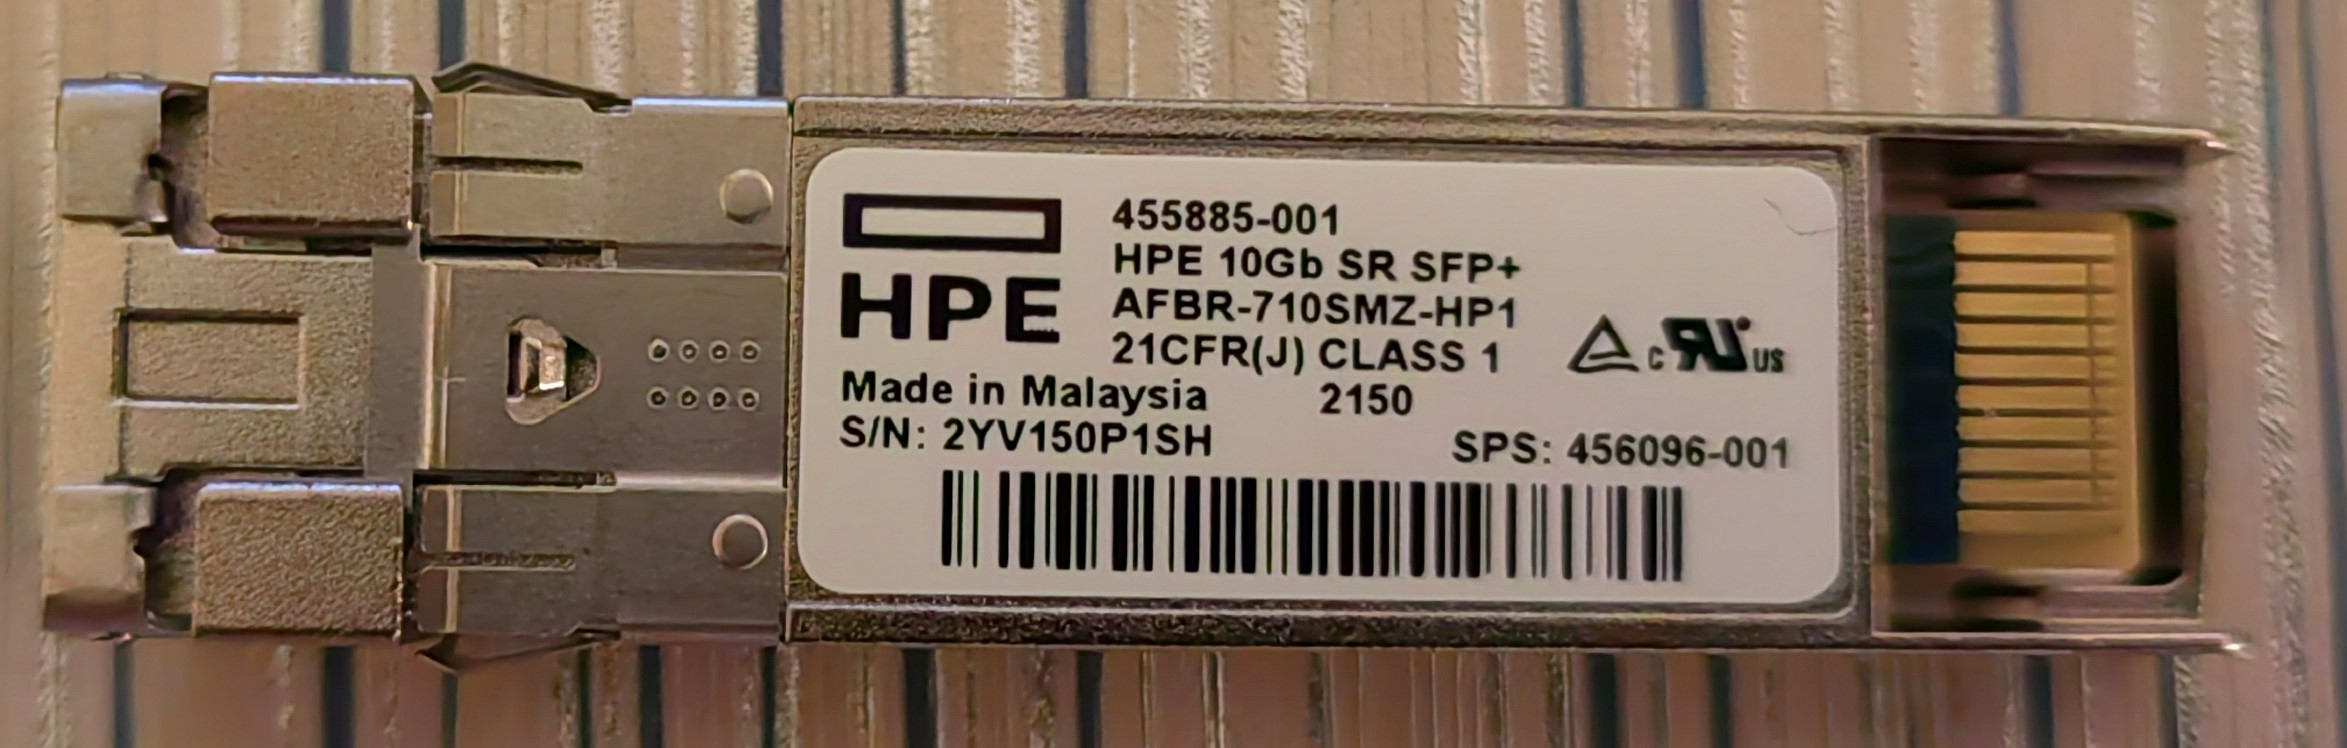 455885-001
HPE 10Gb SR SFP+
HPE
AFBR-710SMZ-HP1
21CFR(J) CLASS 1
c RU US
Made in Malaysia 2150
S/N: 2YV150P1SH SPS: 456096-001